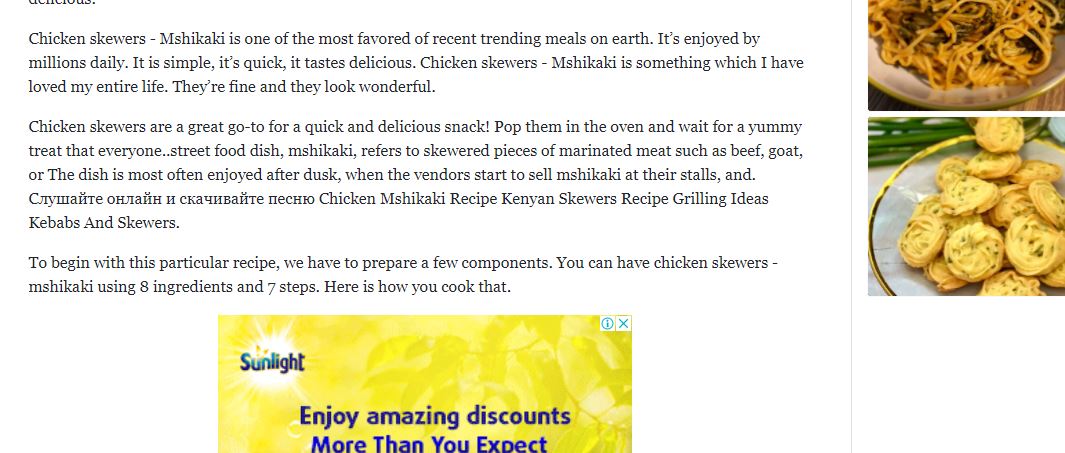 delicious.
Chicken skewers - Mshikaki is one of the most favored of recent trending meals on earth. It’s enjoyed by
millions daily. It is simple, it’s quick, it tastes delicious. Chicken skewers - Mshikaki is something which I have
loved my entire life. They’re fine and they look wonderful.
Chicken skewers are a great go-to for a quick and delicious snack! Pop them in the oven and wait for a yummy
treat that everyone..street food dish, mshikaki, refers to skewered pieces of marinated meat such as beef, goat,
or The dish is most often enjoyed after dusk, when the vendors start to sell mshikaki at their stalls, and.
Слушайте онлайн и скачивайте песню Chicken Mshikaki Recipe Kenyan Skewers Recipe Grilling Ideas
Kebabs And Skewers.
To begin with this particular recipe, we have to prepare a few components. You can have chicken skewers -
mshikaki using 8 ingredients and 7 steps. Here is how you cook that.
Sunlight
Enjoy amazing discounts
More Than You Expect